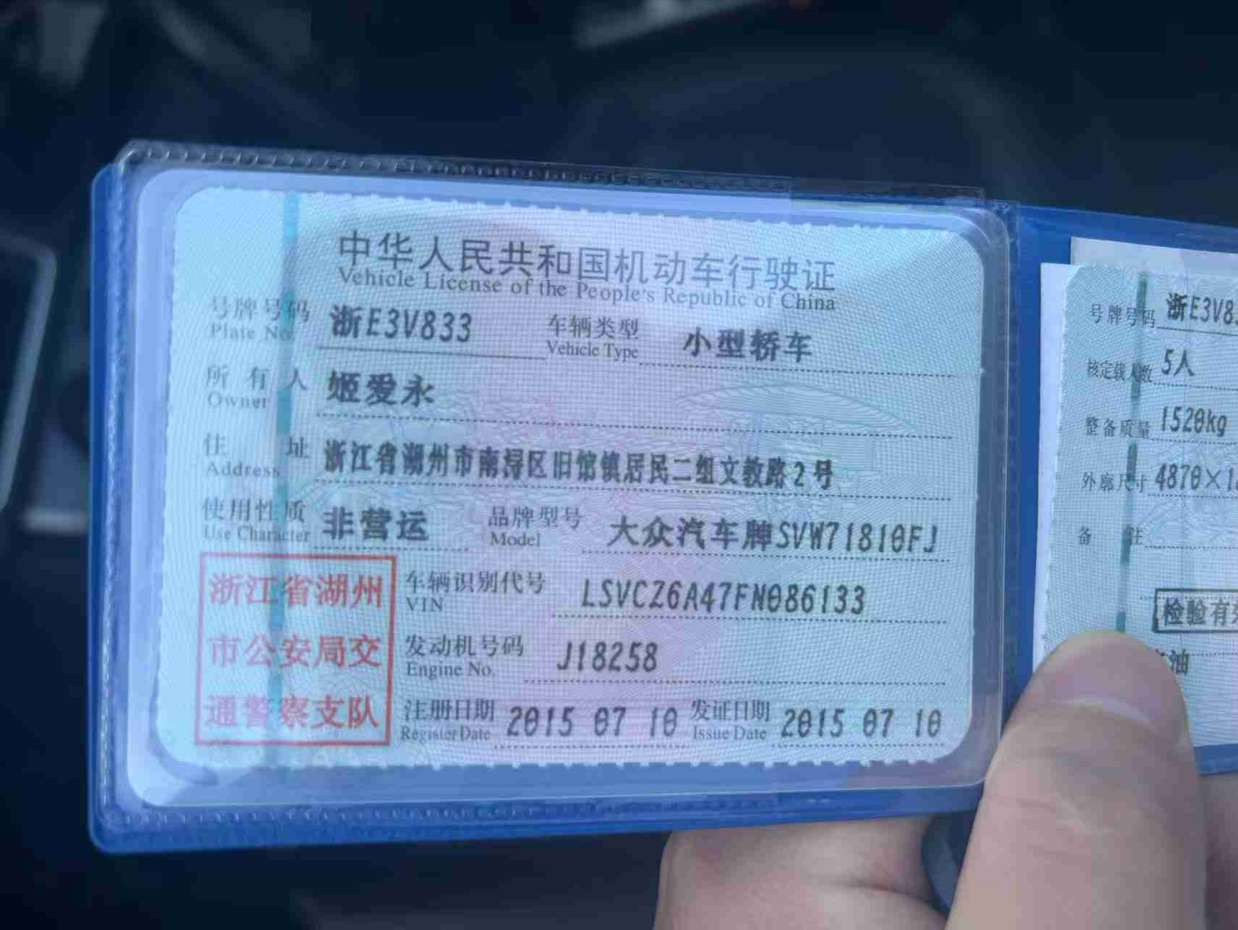 中华人民共和国机动车行驶证
Vehicle License of the People's Republic of China
号牌号码 浙E3V833 车辆类型 小型轿车
Plate No. Vehicle Type
所有人 姬爱永
Owner
住址 浙江省湖州市南浔区旧馆镇居民二组文教路2号
Address
使用性质 非营运 品牌型号 大众汽车牌SVW71810FJ
Use Character Model
浙江省湖州
市公安局交
通警察支队
车辆识别代号 LSVCZ6A47FN086133
VIN
发动机号码 J18258
Engine No.
注册日期 2015 07 10 发证日期 2015 07 10
Register Date Issue Date
号牌号码 浙E3V8
核定载人数 5人
整备质量 1520kg
外廓尺寸 4870×1
备注
检验有效
油